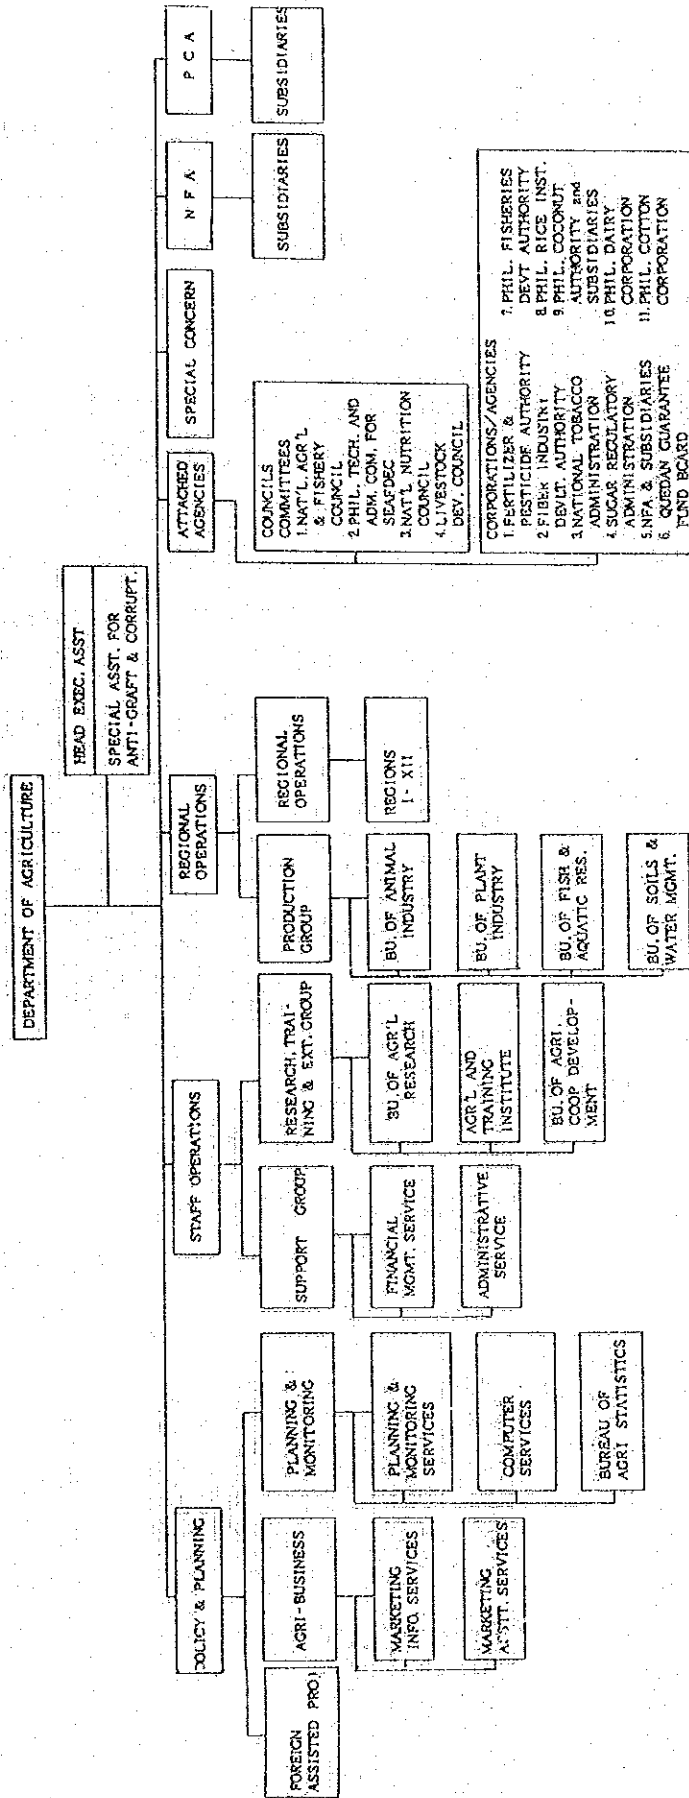 DEPARTMENT OF AGRICULTURE
HEAD EXEC. ASST
SPECIAL ASST. FOR
ANTI-GRAFT & CORRUPT.
POLICY & PLANNING
STAFF OPERATIONS
REGIONAL
OPERATIONS
ATTACHED
AGENCIES
SPECIAL CONCERN
N F A
P C A
FOREIGN
ASSISTED PROJ
AGRI-BUSINESS
PLANNING &
MONITORING
SUPPORT GROUP
RESEARCH, TRAI-
NING & EXT. GROUP
PRODUCTION
GROUP
REGIONAL
OPERATIONS
SUBSIDIARIES
SUBSIDIARIES
MARKETING
INFO. SERVICES
MARKETING
SERVICES
PLANNING &
MONITORING
SERVICES
COMPUTER
SERVICES
BUREAU OF
AGRI STATISTICS
FINANCIAL
MGMT. SERVICE
ADMINISTRATIVE
SERVICE
BU. OF AGR'L
RESEARCH
AGR'L AND
TRAINING
INSTITUTE
BU. OF AGRI.
COOP DEVELOP-
MENT
BU. OF ANIMAL
INDUSTRY
BU. OF PLANT
INDUSTRY
BU. OF FISH &
AQUATIC RES.
BU. OF SOILS &
WATER MGMT.
REGIONS
I- XII
COUNCILS
COMMITTEES
1. NAT'L. AGR'L
& FISHERY
COUNCIL
2 PHIL. TECH. AND
ADM. COM. FOR
SEAFDEC
3. NAT'L NUTRITION
COUNCIL
4. LIVESTOCK
DEV. COUNCIL
CORPORATIONS/AGENCIES
1. FERTILIZER &
PESTICIDE AUTHORITY
2 FIBER INDUSTRY
DEVLT. AUTHORITY
3. NATIONAL TOBACCO
ADMINISTRATION
4. SUGAR REGULATORY
ADMINISTRATION
5. NFA & SUBSIDIARIES
6. QUEDAN GUARANTEE
FUND BOARD
7. PHIL. FISHERIES
DEVT AUTHORITY
8. PHIL. RICE INST.
9. PHIL. COCONUT
AUTHORITY and
SUBSIDIARIES
10. PHIL. DAIRY
CORPORATION
11. PHIL. COTTON
CORPORATION